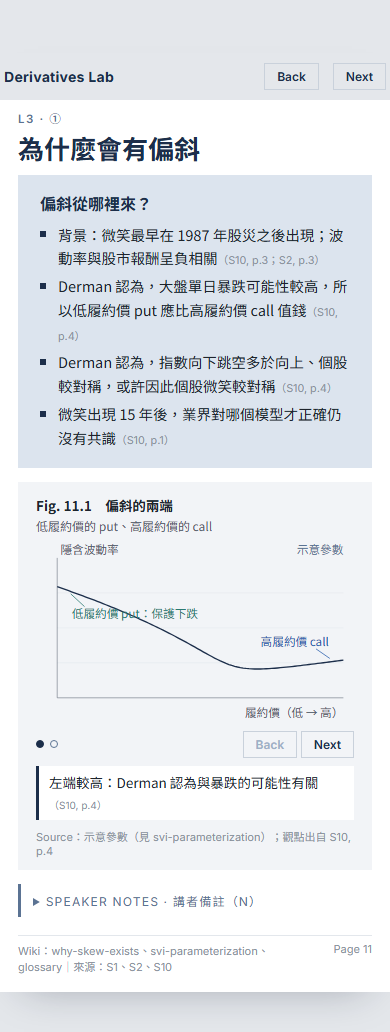 Derivatives Lab
Back
Next
L3 · ①
為什麼會有偏斜
偏斜從哪裡來？
背景：微笑最早在 1987 年股災之後出現；波
動率與股市報酬呈負相關（S10, p.3；S2, p.3）
Derman 認為，大盤單日暴跌可能性較高，所
以低履約價 put 應比高履約價 call 值錢（S10,
p.4）
Derman 認為，指數向下跳空多於向上、個股
較對稱，或許因此個股微笑較對稱（S10, p.4）
微笑出現 15 年後，業界對哪個模型才正確仍
沒有共識（S10, p.1）
Fig. 11.1　偏斜的兩端
低履約價的 put、高履約價的 call
隱含波動率
示意參數
低履約價 put：保護下跌
高履約價 call
履約價（低 → 高）
Back
Next
左端較高：Derman 認為與暴跌的可能性有關
（S10, p.4）
Source：示意參數（見 svi-parameterization）；觀點出自 S10,
p.4
▶ SPEAKER NOTES · 講者備註（N）
Wiki：why-skew-exists、svi-parameterization、
glossary｜來源：S1、S2、S10
Page 11